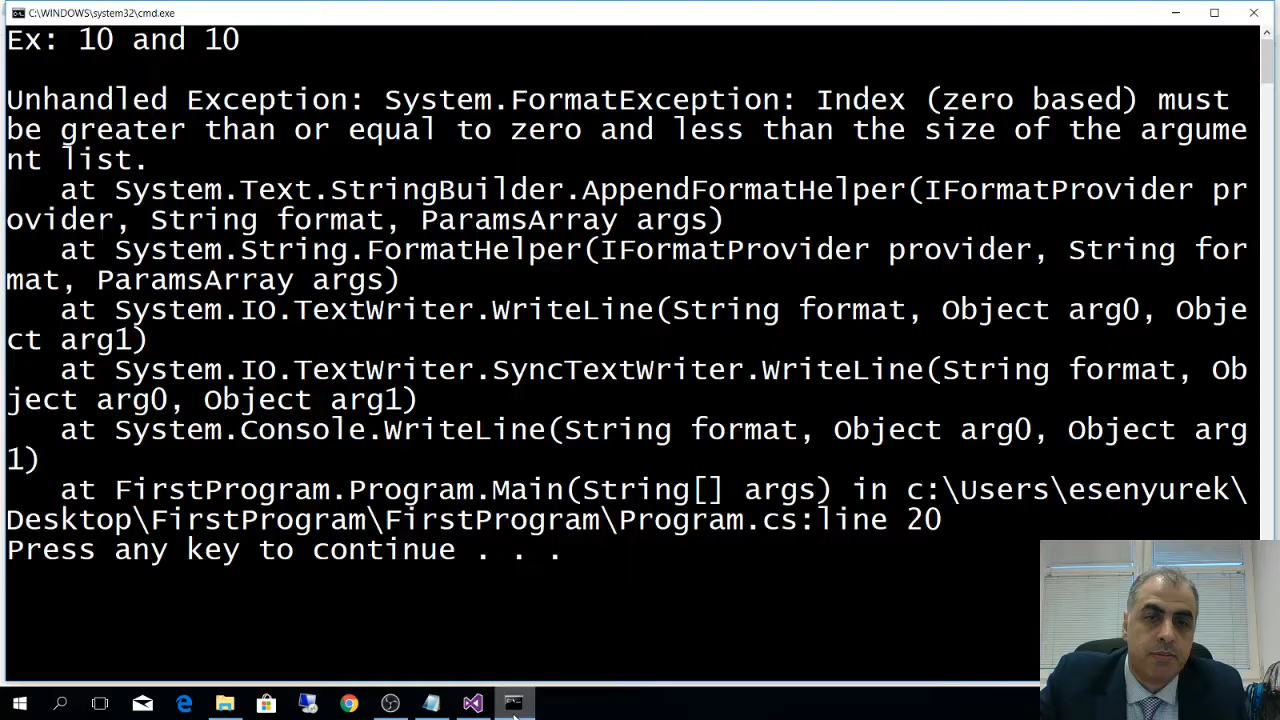 C:\WINDOWS\system32\cmd.exe
Ex: 10 and 10
Unhandled Exception: System.FormatException: Index (zero based) must
be greater than or equal to zero and less than the size of the argume
nt list.
   at System.Text.StringBuilder.AppendFormatHelper(IFormatProvider pr
ovider, String format, ParamsArray args)
   at System.String.FormatHelper(IFormatProvider provider, String for
mat, ParamsArray args)
   at System.IO.TextWriter.WriteLine(String format, Object arg0, Obje
ct arg1)
   at System.IO.TextWriter.SyncTextWriter.WriteLine(String format, Ob
ject arg0, Object arg1)
   at System.Console.WriteLine(String format, Object arg0, Object arg
1)
   at FirstProgram.Program.Main(String[] args) in c:\Users\esenyurek\
Desktop\FirstProgram\FirstProgram\Program.cs:line 20
Press any key to continue . . .